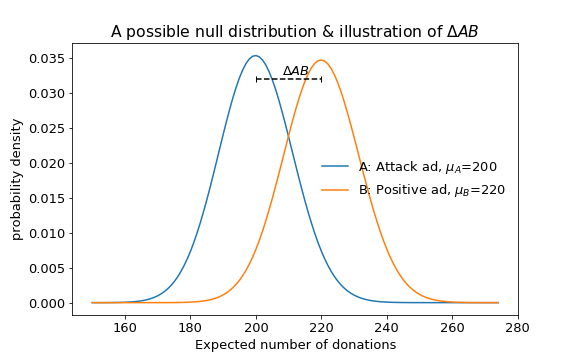 A possible null distribution & illustration of ΔAB
0.035
0.030
0.025
0.020
0.015
0.010
0.005
0.000
probability density
ΔAB
A: Attack ad, μA=200
B: Positive ad, μB=220
160 180 200 220 240 260 280
Expected number of donations